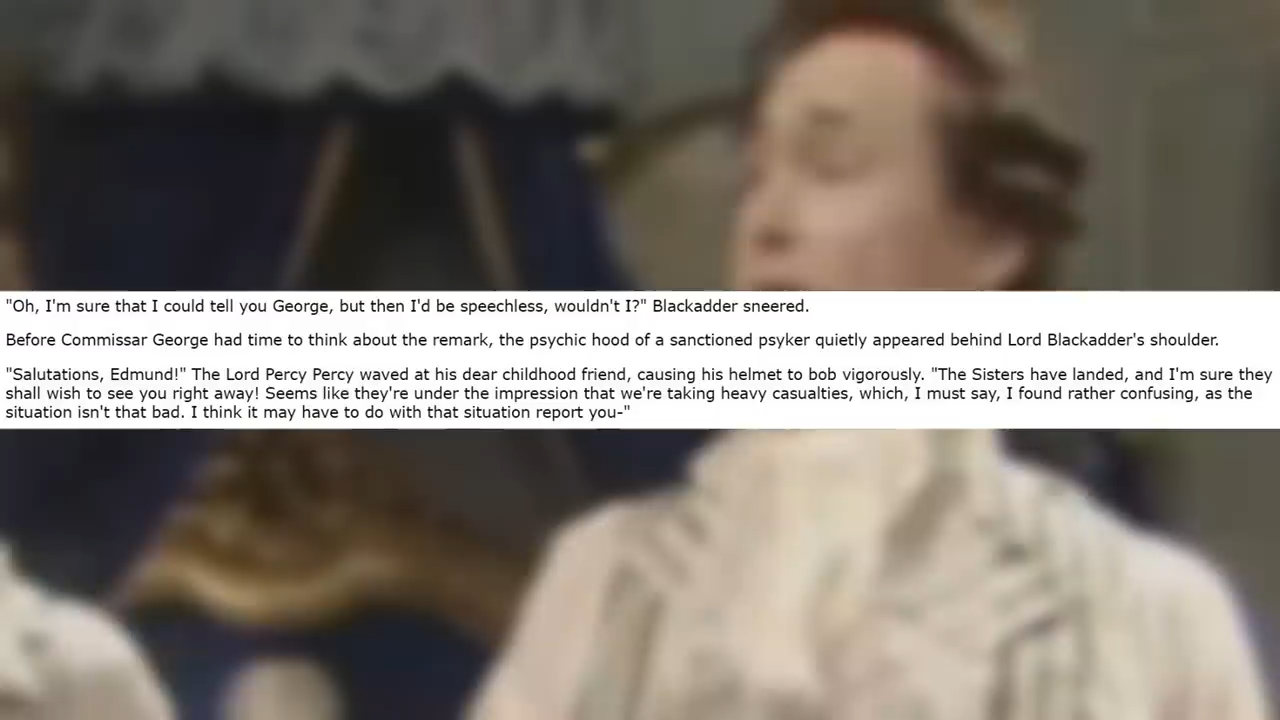 "Oh, I'm sure that I could tell you George, but then I'd be speechless, wouldn't I?" Blackadder sneered.
Before Commissar George had time to think about the remark, the psychic hood of a sanctioned psyker quietly appeared behind Lord Blackadder's shoulder.
"Salutations, Edmund!" The Lord Percy Percy waved at his dear childhood friend, causing his helmet to bob vigorously. "The Sisters have landed, and I'm sure they
shall wish to see you right away! Seems like they're under the impression that we're taking heavy casualties, which, I must say, I found rather confusing, as the
situation isn't that bad. I think it may have to do with that situation report you-"